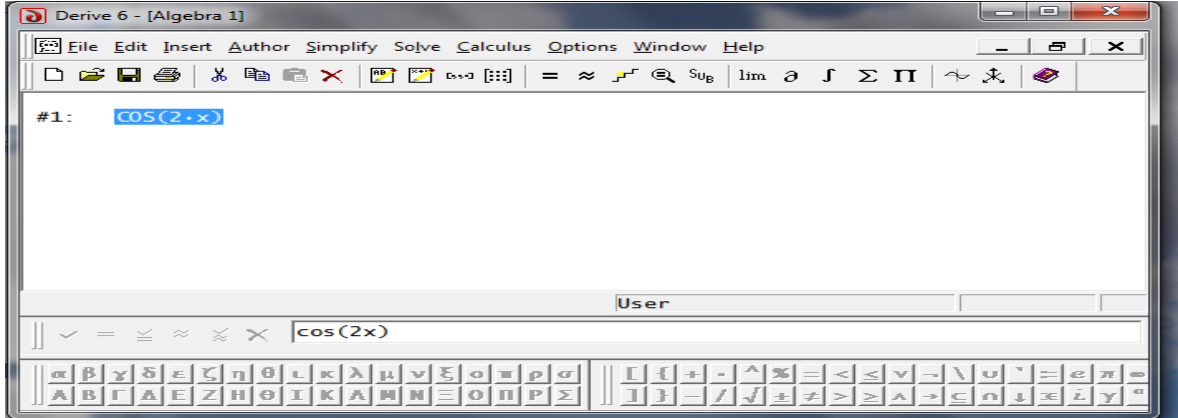 Derive 6 - [Algebra 1]
File Edit Insert Author Simplify Solve Calculus Options Window Help
= ≈ SUB lim ∂ ∫ Σ Π
#1: COS(2·x)
User
= ≈ cos(2x)
α β γ δ ε ζ η θ ι κ λ μ ν ξ ο π ρ σ [ { + · ^ % = < ≤ ∨ ¬ \ ∪ ` := e π ∞
Α Β Γ Δ Ε Ζ Η Θ Ι Κ Λ Μ Ν Ξ Ο Π Ρ Σ ] } − / √ ± ≠ > ≥ ∧ → ⊆ ∩ ↓ ∈ i γ °